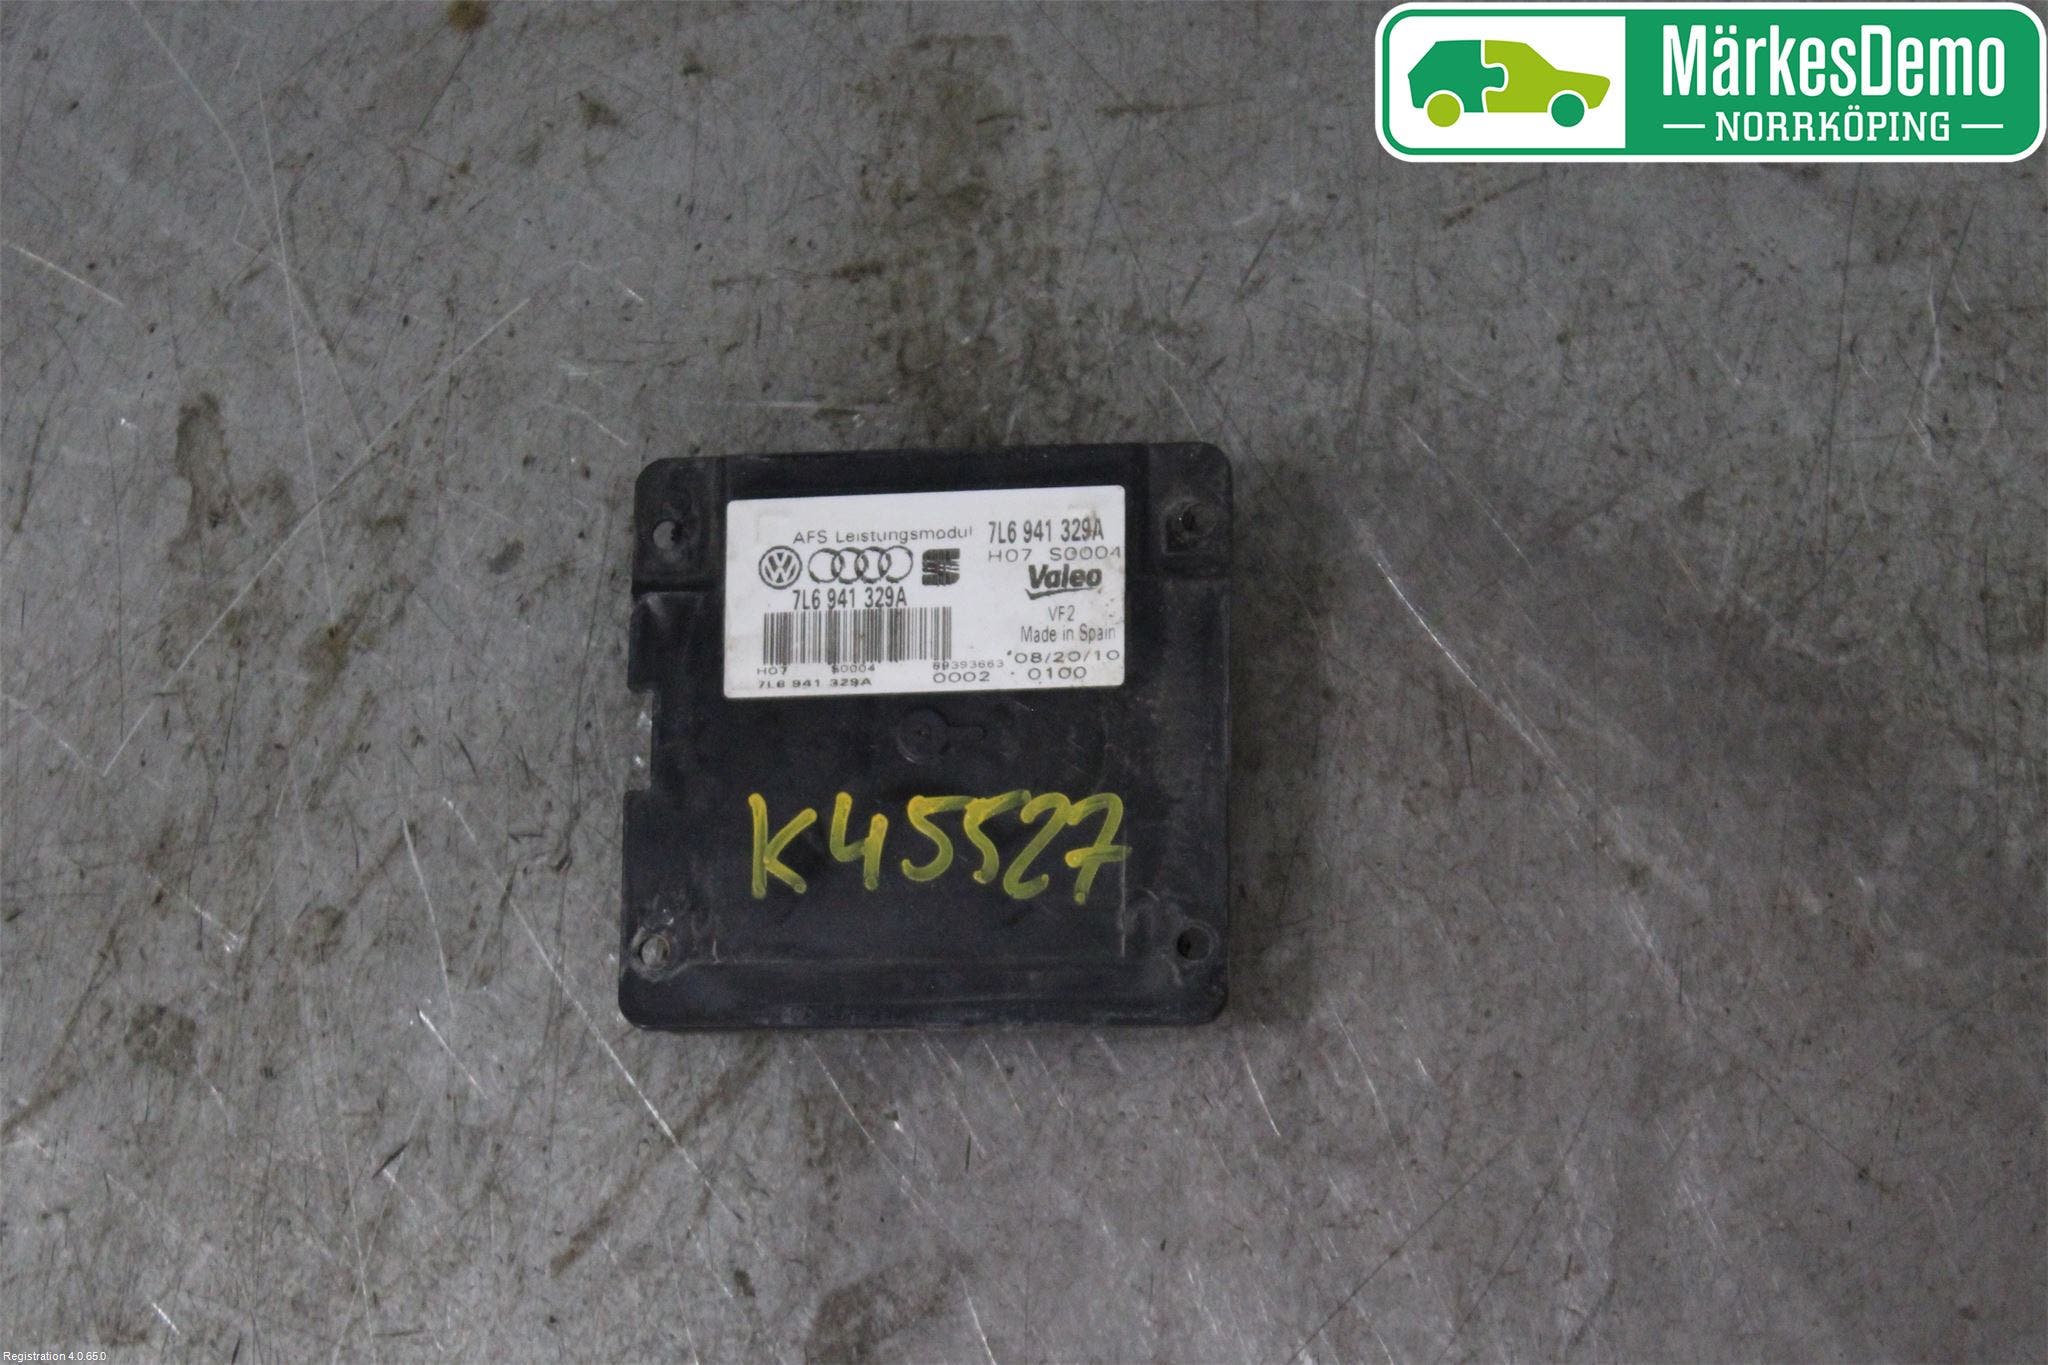 MärkesDemo
NORRKÖPING
AFS Leistungsmodul 7L6 941 329A
H07 S0004
Valeo
7L6 941 329A
VF2
Made in Spain
H07 S0004 89393663 08/20/10
7L6 941 329A 0002 0100
K45527
Registration 4.0.65.0